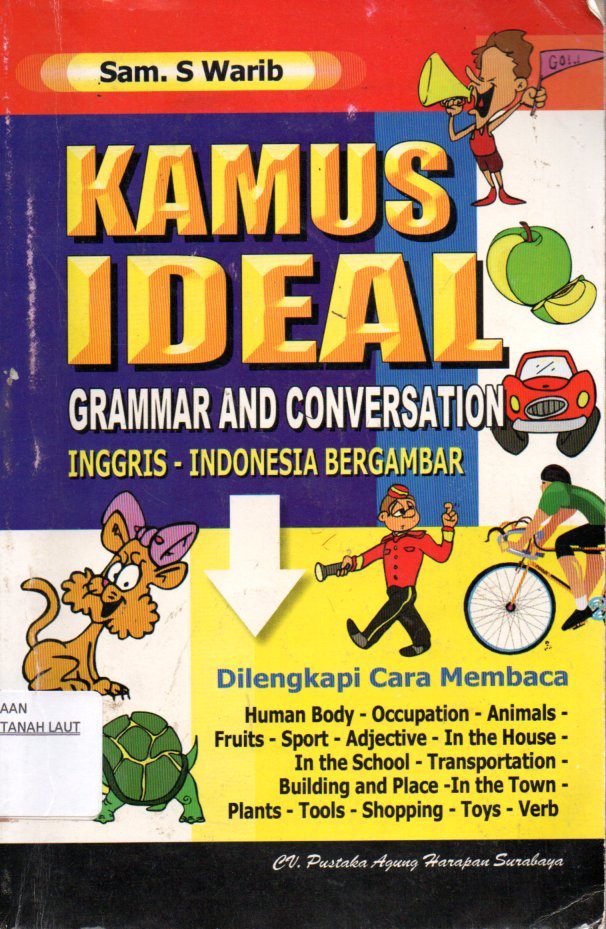 Sam. S Warib
GOLL
KAMUS
IDEAL
GRAMMAR AND CONVERSATION
INGGRIS - INDONESIA BERGAMBAR
Dilengkapi Cara Membaca
Human Body - Occupation - Animals -
Fruits - Sport - Adjective - In the House -
In the School - Transportation -
Building and Place -In the Town -
Plants - Tools - Shopping - Toys - Verb
AAN
TANAH LAUT
CV. Pustaka Agung Harapan Surabaya